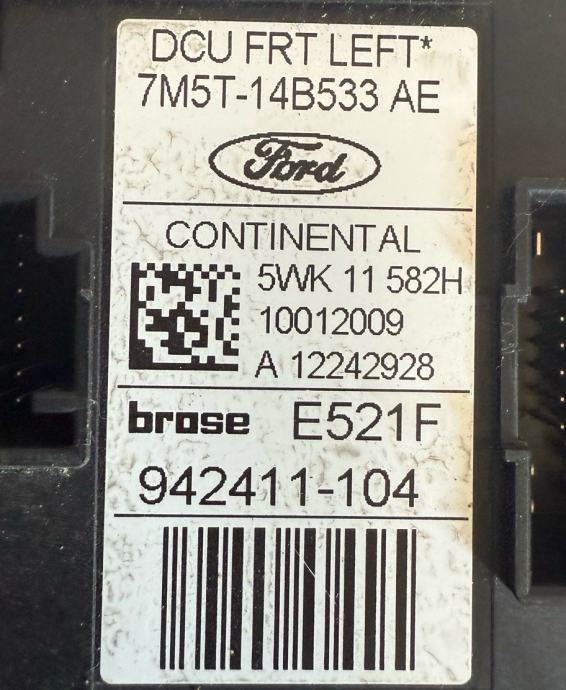 DCU FRT LEFT*
7M5T-14B533 AE
Ford
CONTINENTAL
5WK 11 582H
10012009
A 12242928
brose E521F
942411-104